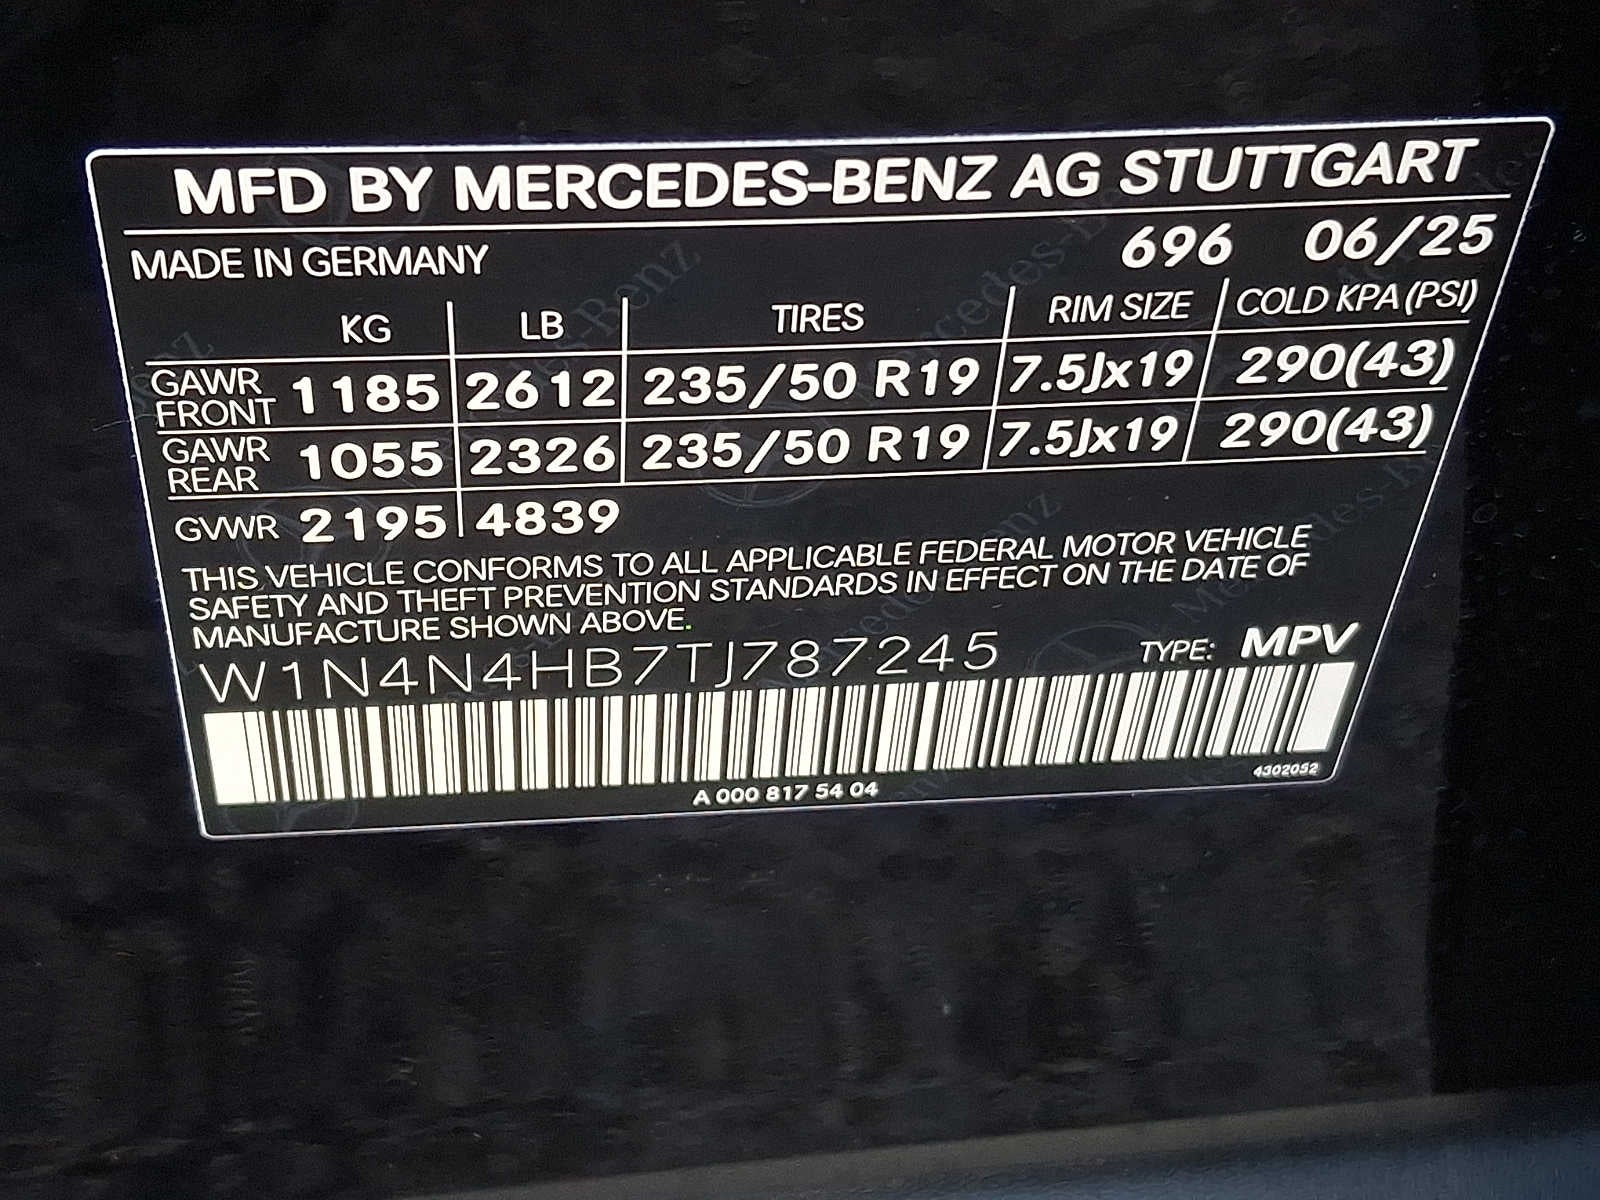 MFD BY MERCEDES-BENZ AG STUTTGART
MADE IN GERMANY 696 06/25
KG LB TIRES RIM SIZE COLD KPA (PSI)
GAWR FRONT 1185 2612 235/50 R19 7.5Jx19 290(43)
GAWR REAR 1055 2326 235/50 R19 7.5Jx19 290(43)
GVWR 2195 4839
THIS VEHICLE CONFORMS TO ALL APPLICABLE FEDERAL MOTOR VEHICLE
SAFETY AND THEFT PREVENTION STANDARDS IN EFFECT ON THE DATE OF
MANUFACTURE SHOWN ABOVE.
W1N4N4HB7TJ787245 TYPE: MPV
A 000 817 54 04 4302052